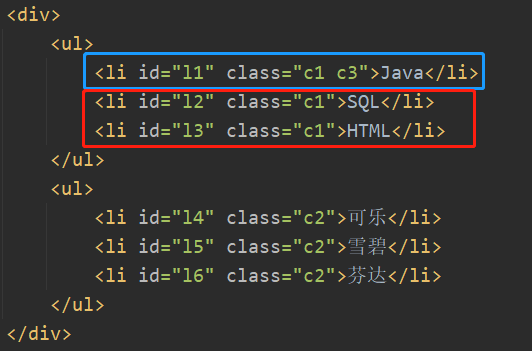 <div>
    <ul>
        <li id="l1" class="c1 c3">Java</li>
        <li id="l2" class="c1">SQL</li>
        <li id="l3" class="c1">HTML</li>
    </ul>
    <ul>
        <li id="l4" class="c2">可乐</li>
        <li id="l5" class="c2">雪碧</li>
        <li id="l6" class="c2">芬达</li>
    </ul>
</div>